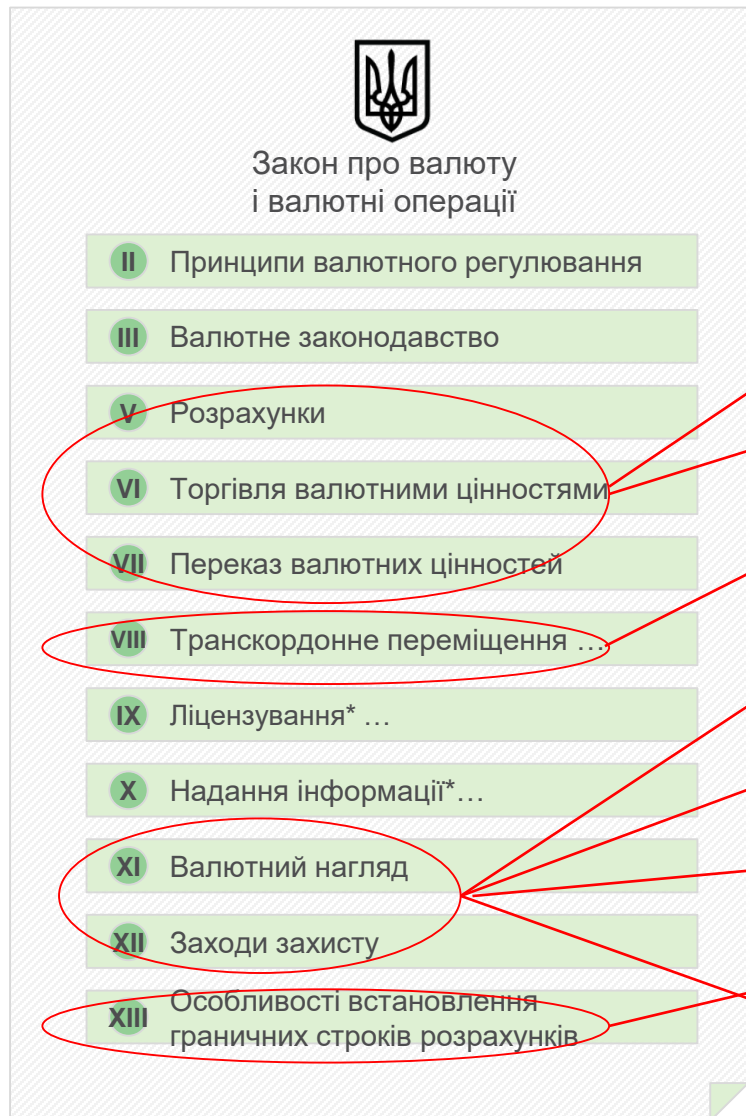 Закон про валюту
і валютні операції
II Принципи валютного регулювання
III Валютне законодавство
V Розрахунки
VI Торгівля валютними цінностями
VII Переказ валютних цінностей
VIII Транскордонне переміщення …
IX Ліцензування* …
X Надання інформації*…
XI Валютний нагляд
XII Заходи захисту
XIII Особливості встановлення
граничних строків розрахунків